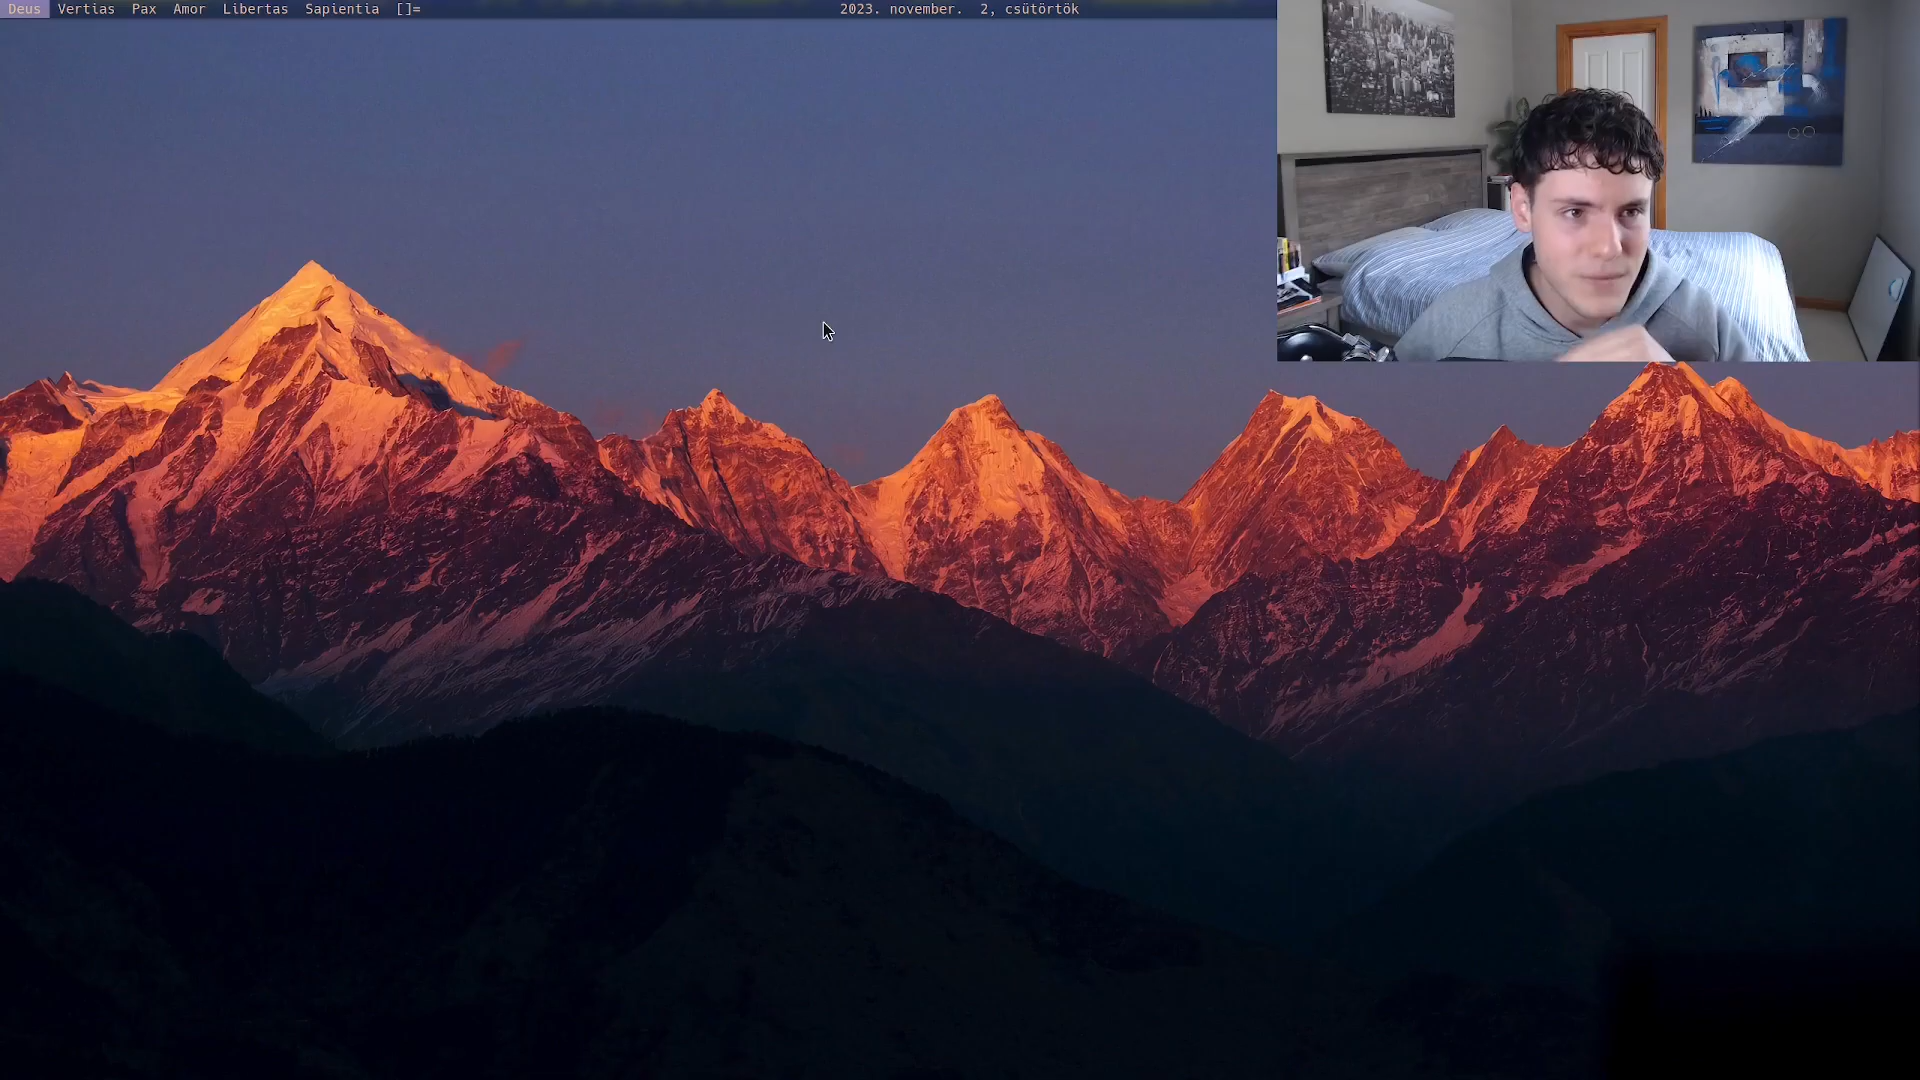 Deus Vertias Pax Amor Libertas Sapientia []= 2023. november.  2, csütörtök